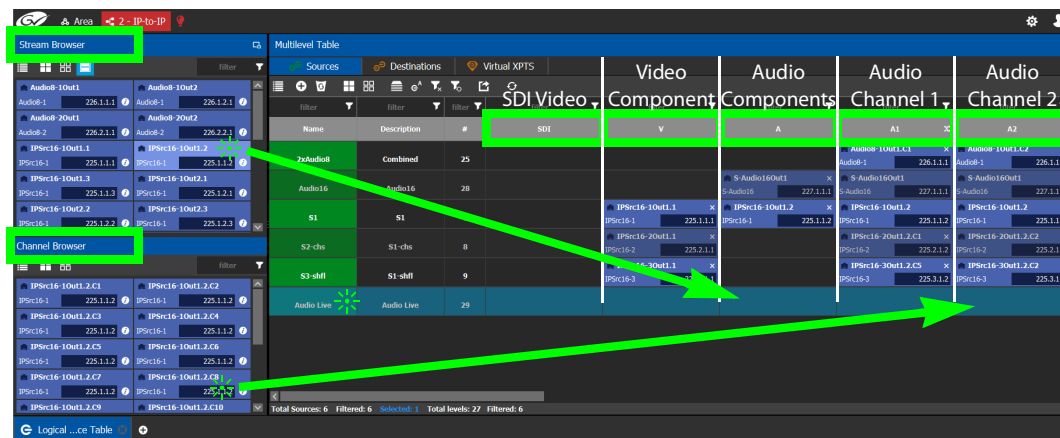 GV Area 2 - IP-to-IP
Stream Browser
filter
Audio8-1Out1 Audio8-1Out2
Audio8-1 226.1.1.1 Audio8-1 226.1.2.1
Audio8-2Out1 Audio8-2Out2
Audio8-2 226.2.1.1 Audio8-2 226.2.2.1
IPSrc16-1Out1.1 IPSrc16-1Out1.2
IPSrc16-1 225.1.1.1 IPSrc16-1 225.1.1.2
IPSrc16-1Out1.3 IPSrc16-1Out2.1
IPSrc16-1 225.1.1.3 IPSrc16-1 225.1.2.1
IPSrc16-1Out2.2 IPSrc16-1Out2.3
IPSrc16-1 225.1.2.2 IPSrc16-1 225.1.2.3
Channel Browser
filter
IPSrc16-1Out1.2.C1 IPSrc16-1Out1.2.C2
IPSrc16-1 225.1.1.2 IPSrc16-1 225.1.1.2
IPSrc16-1Out1.2.C3 IPSrc16-1Out1.2.C4
IPSrc16-1 225.1.1.2 IPSrc16-1 225.1.1.2
IPSrc16-1Out1.2.C5 IPSrc16-1Out1.2.C6
IPSrc16-1 225.1.1.2 IPSrc16-1 225.1.1.2
IPSrc16-1Out1.2.C7 IPSrc16-1Out1.2.C8
IPSrc16-1 225.1.1.2 IPSrc16-1 225.1.1.2
IPSrc16-1Out1.2.C9 IPSrc16-1Out1.2.C10
Multilevel Table
Sources Destinations Virtual XPTS
SDI Video
Video
Component
Audio
Components
Audio
Channel 1
Audio
Channel 2
filter filter filter
Name Description # SDI V A A1 A2
2xAudio8 Combined 25
Audio8-1Out1.C1 Audio8-1Out1.C2
Audio8-1 226.1.1.1 Audio8-1 226.1.1
Audio16 Audio16 28
S-Audio16Out1 S-Audio16Out1 S-Audio16Out1
S-Audio16 227.1.1.1 S-Audio16 227.1.1.1 S-Audio16 227.1.1
S1 S1
IPSrc16-1Out1.1 IPSrc16-1Out1.2 IPSrc16-1Out1.2 IPSrc16-1Out1.2
IPSrc16-1 225.1.1.1 IPSrc16-1 225.1.1.2 IPSrc16-1 225.1.1.2 IPSrc16-1 225.1.1
S2-chs S1-chs 8
IPSrc16-2Out1.1 IPSrc16-2Out1.2.C1 IPSrc16-2Out1.2.C2
IPSrc16-2 225.2.1.1 IPSrc16-2 225.2.1.2 IPSrc16-2 225.2.1
S3-shfl S1-shfl 9
IPSrc16-3Out1.1 IPSrc16-3Out1.2.C5 IPSrc16-3Out1.2.C2
IPSrc16-3 IPSrc16-3 225.3.1.2 IPSrc16-3 225.3.1
Audio Live Audio Live 29
Total Sources: 6 Filtered: 6 Selected: 1 Total levels: 27 Filtered: 6
Logical ...ce Table